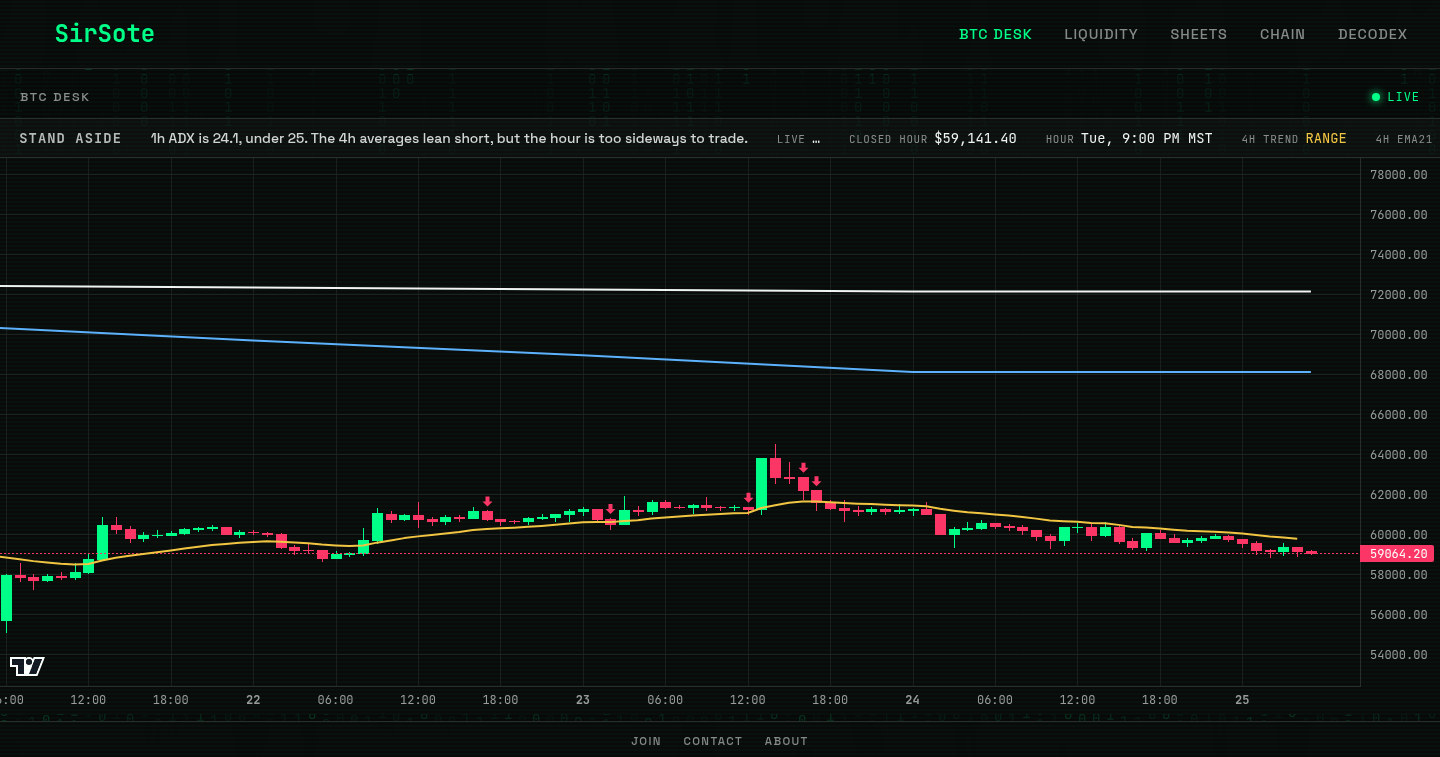 SirSote
BTC DESK LIQUIDITY SHEETS CHAIN DECODEX
BTC DESK
LIVE
STAND ASIDE 1h ADX is 24.1, under 25. The 4h averages lean short, but the hour is too sideways to trade. LIVE … CLOSED HOUR $59,141.40 HOUR Tue, 9:00 PM MST 4H TREND RANGE 4H EMA21
78000.00
76000.00
74000.00
72000.00
70000.00
68000.00
66000.00
64000.00
62000.00
60000.00
59064.20
58000.00
56000.00
54000.00
:00 12:00 18:00 22 06:00 12:00 18:00 23 06:00 12:00 18:00 24 06:00 12:00 18:00 25
JOIN CONTACT ABOUT